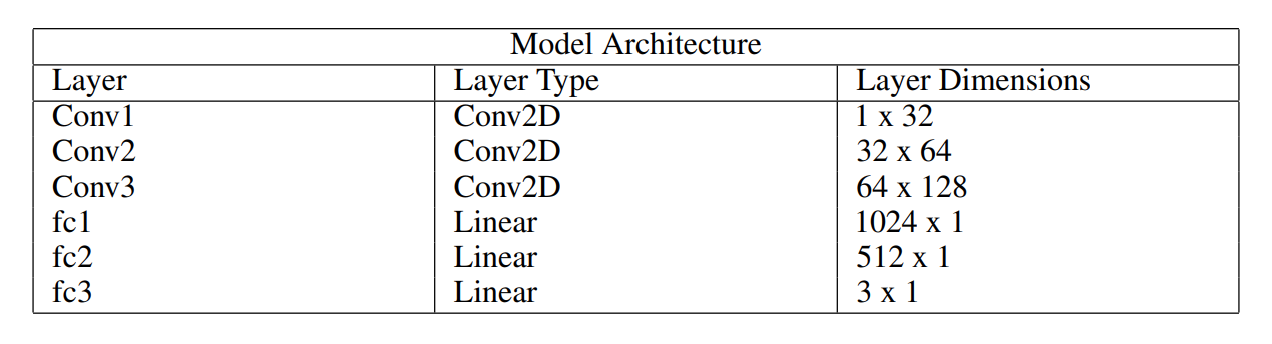 Model Architecture
Layer Layer Type Layer Dimensions
Conv1 Conv2D 1 x 32
Conv2 Conv2D 32 x 64
Conv3 Conv2D 64 x 128
fc1 Linear 1024 x 1
fc2 Linear 512 x 1
fc3 Linear 3 x 1